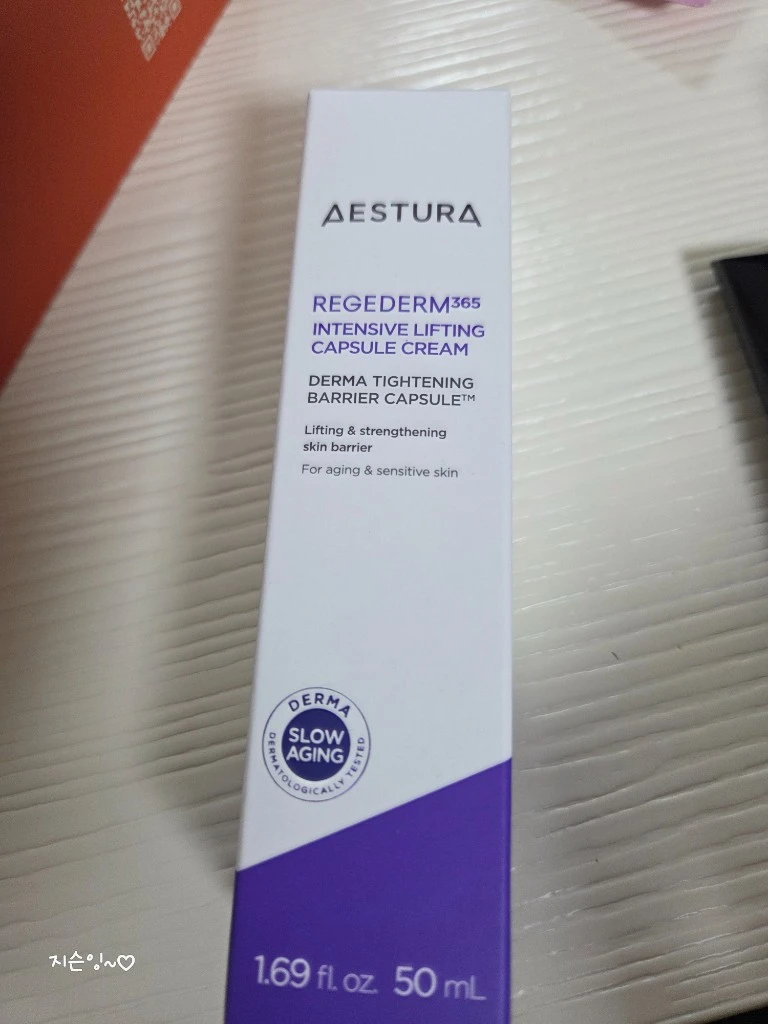 AESTURA
REGEDERM365
INTENSIVE LIFTING
CAPSULE CREAM
DERMA TIGHTENING
BARRIER CAPSULE™
Lifting & strengthening
skin barrier
For aging & sensitive skin
DERMA
SLOW
AGING
DERMATOLOGICALLY TESTED
1.69 fl. oz. 50 mL
지슨잉~♡